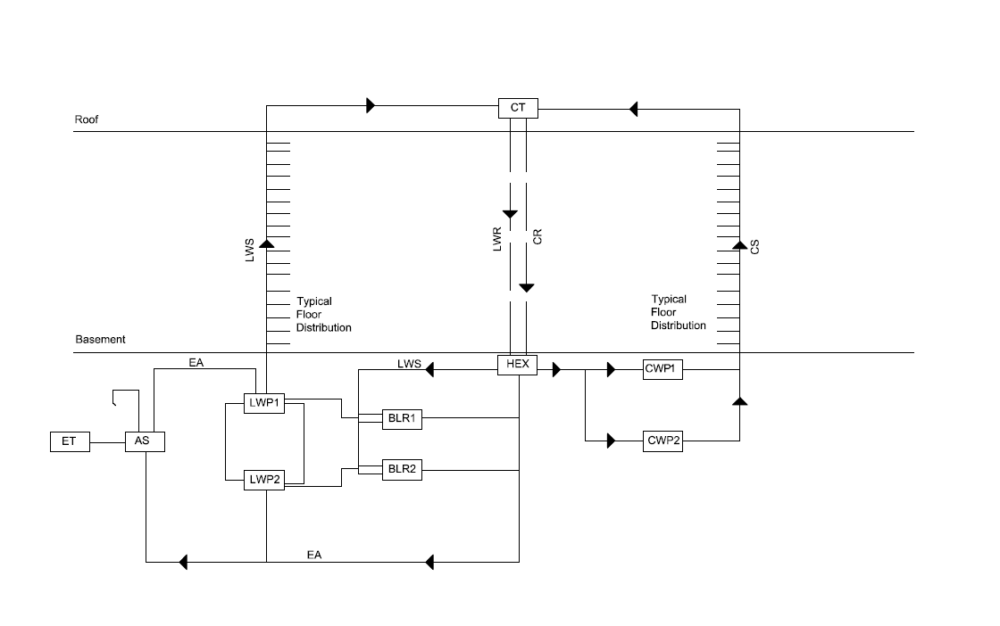 CT
Roof
LWS
LWR
CR
CS
Typical
Floor
Distribution
Typical
Floor
Distribution
Basement
EA
LWS
HEX
CWP1
LWP1
BLR1
ET
AS
CWP2
BLR2
LWP2
EA